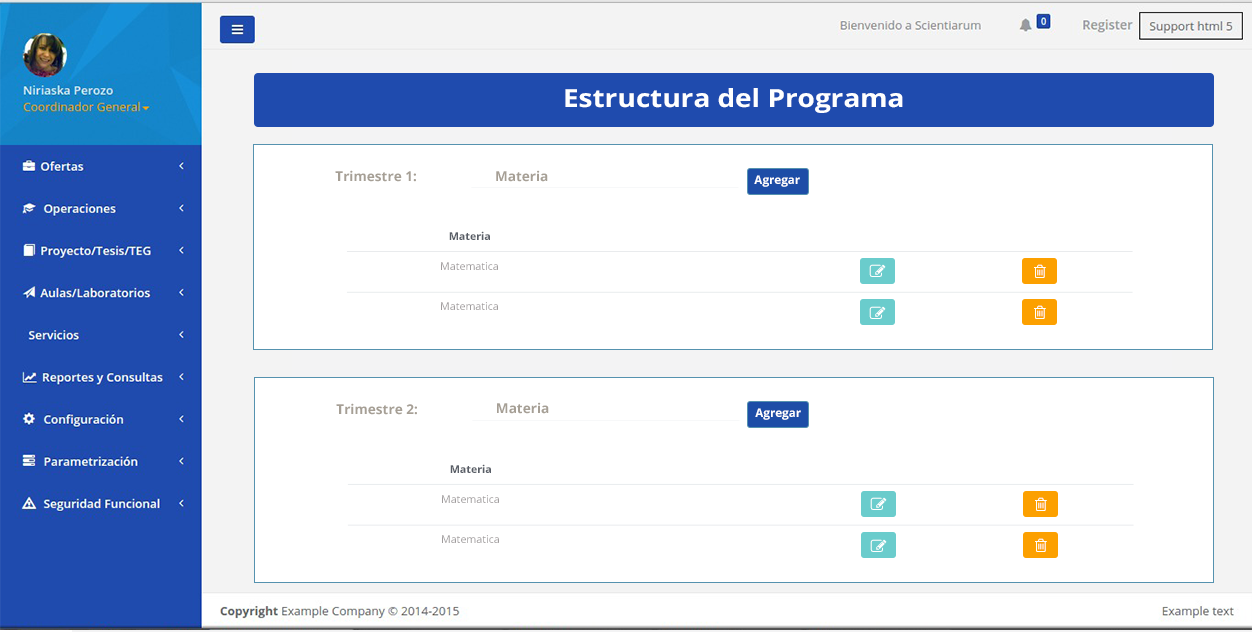 Niriaska Perozo
Coordinador General
Ofertas
Operaciones
Proyecto/Tesis/TEG
Aulas/Laboratorios
Servicios
Reportes y Consultas
Configuración
Parametrización
Seguridad Funcional
Bienvenido a Scientiarum 0 Register Support html 5
Estructura del Programa
Trimestre 1: Materia Agregar
Materia
Matematica
Matematica
Trimestre 2: Materia Agregar
Materia
Matematica
Matematica
Copyright Example Company © 2014-2015 Example text